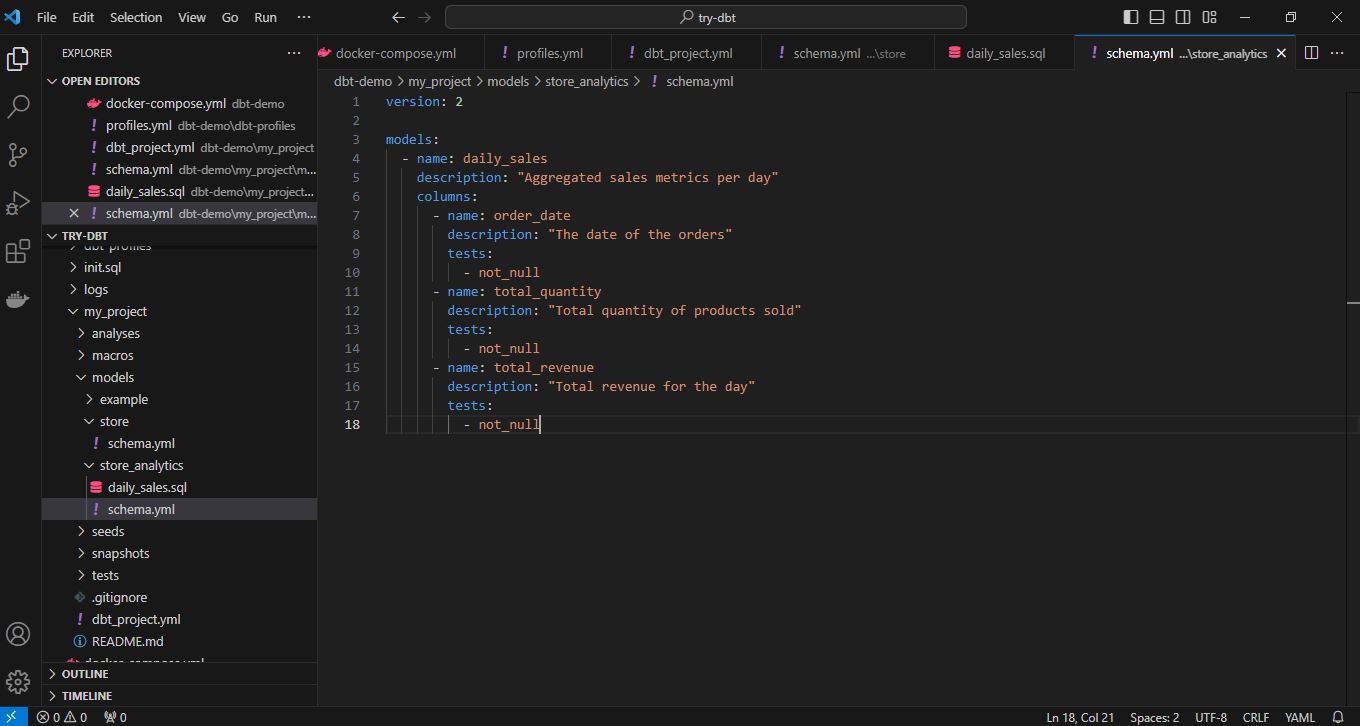 File Edit Selection View Go Run ··· try-dbt
EXPLORER ···
OPEN EDITORS
docker-compose.yml dbt-demo
profiles.yml dbt-demo\dbt-profiles
dbt_project.yml dbt-demo\my_project
schema.yml dbt-demo\my_project\m...
daily_sales.sql dbt-demo\my_project...
schema.yml dbt-demo\my_project\m...
TRY-DBT
dbt-profiles
init.sql
logs
my_project
analyses
macros
models
example
store
schema.yml
store_analytics
daily_sales.sql
schema.yml
seeds
snapshots
tests
.gitignore
dbt_project.yml
README.md
docker-compose.yml
OUTLINE
TIMELINE
docker-compose.yml profiles.yml dbt_project.yml schema.yml ...\store daily_sales.sql schema.yml ...\store_analytics ···
dbt-demo > my_project > models > store_analytics > ! schema.yml
1 version: 2
2
3 models:
4 - name: daily_sales
5 description: "Aggregated sales metrics per day"
6 columns:
7 - name: order_date
8 description: "The date of the orders"
9 tests:
10 - not_null
11 - name: total_quantity
12 description: "Total quantity of products sold"
13 tests:
14 - not_null
15 - name: total_revenue
16 description: "Total revenue for the day"
17 tests:
18 - not_null
0 0 0 Ln 18, Col 21 Spaces: 2 UTF-8 CRLF YAML